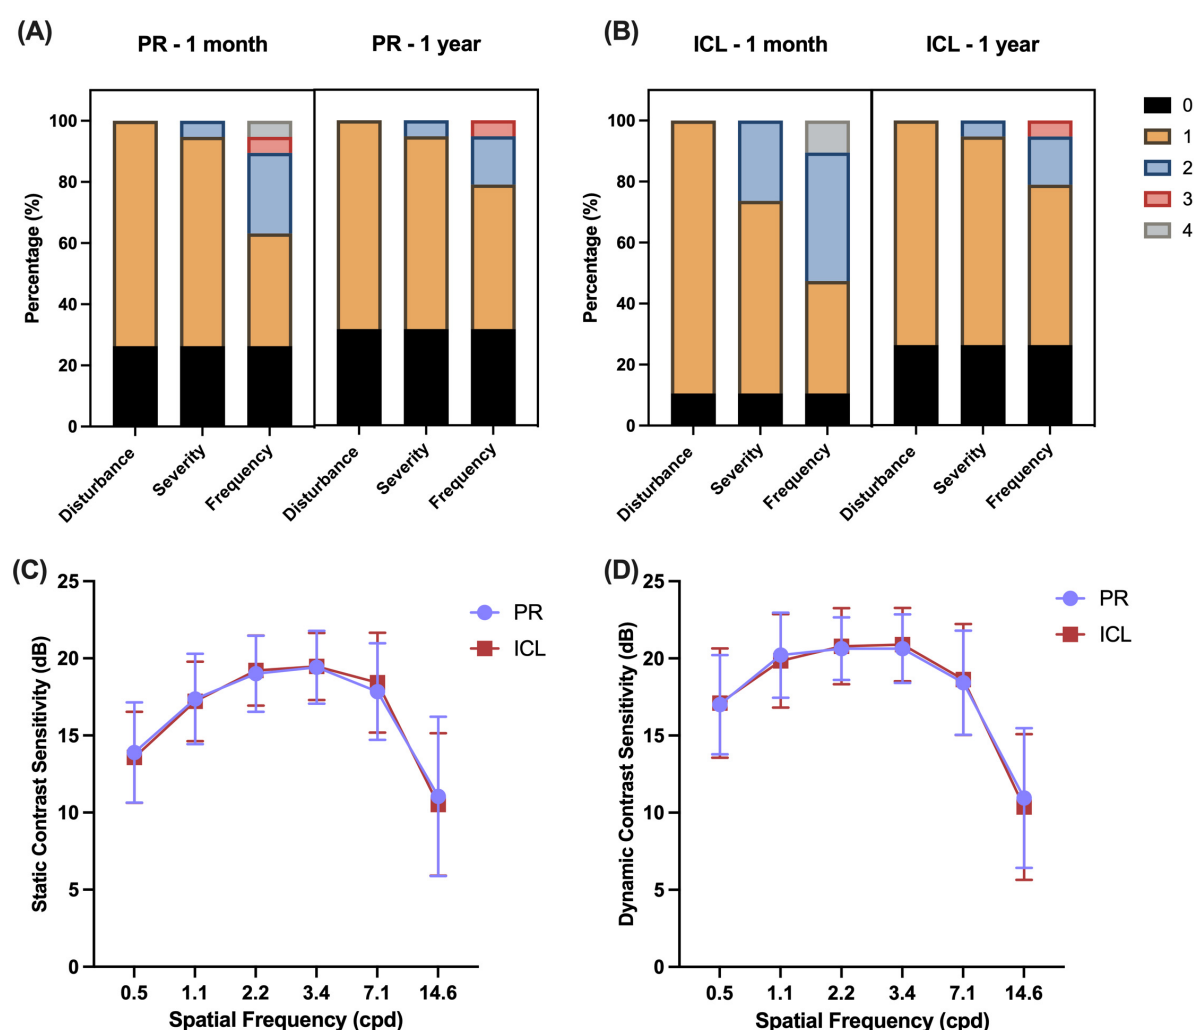 (A)
PR - 1 month
PR - 1 year
Percentage (%)
100
80
60
40
20
0
Disturbance
Severity
Frequency
Disturbance
Severity
Frequency
(B)
ICL - 1 month
ICL - 1 year
Percentage (%)
100
80
60
40
20
0
Disturbance
Severity
Frequency
Disturbance
Severity
Frequency
0
1
2
3
4
(C)
Static Contrast Sensitivity (dB)
25
20
15
10
5
0
0.5 1.1 2.2 3.4 7.1 14.6
Spatial Frequency (cpd)
PR
ICL
(D)
Dynamic Contrast Sensitivity (dB)
25
20
15
10
5
0
0.5 1.1 2.2 3.4 7.1 14.6
Spatial Frequency (cpd)
PR
ICL